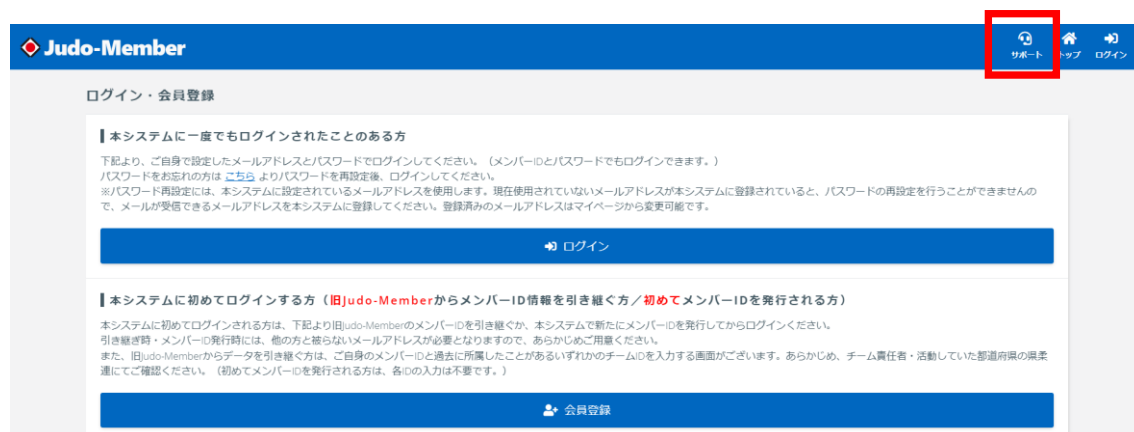 Judo-Member
サポート
トップ
ログイン
ログイン・会員登録
本システムに一度でもログインされたことのある方
下記より、ご自身で設定したメールアドレスとパスワードでログインしてください。（メンバーIDとパスワードでもログインできます。）
パスワードをお忘れの方は こちら よりパスワードを再設定後、ログインしてください。
※パスワード再設定には、本システムに設定されているメールアドレスを使用します。現在使用されていないメールアドレスが本システムに登録されていると、パスワードの再設定を行うことができませんの
で、メールが受信できるメールアドレスを本システムに登録してください。登録済みのメールアドレスはマイページから変更可能です。
ログイン
本システムに初めてログインする方（旧Judo-MemberからメンバーID情報を引き継ぐ方／初めてメンバーIDを発行される方）
本システムに初めてログインされる方は、下記より旧Judo-MemberのメンバーIDを引き継ぐか、本システムで新たにメンバーIDを発行してからログインください。
引き継ぎ時・メンバーID発行時には、他の方と被らないメールアドレスが必要となりますので、あらかじめご用意ください。
また、旧Judo-Memberからデータを引き継ぐ方は、ご自身のメンバーIDと過去に所属したことがあるいずれかのチームIDを入力する画面がございます。あらかじめ、チーム責任者・活動していた都道府県の県柔
連にてご確認ください。（初めてメンバーIDを発行される方は、各IDの入力は不要です。）
会員登録